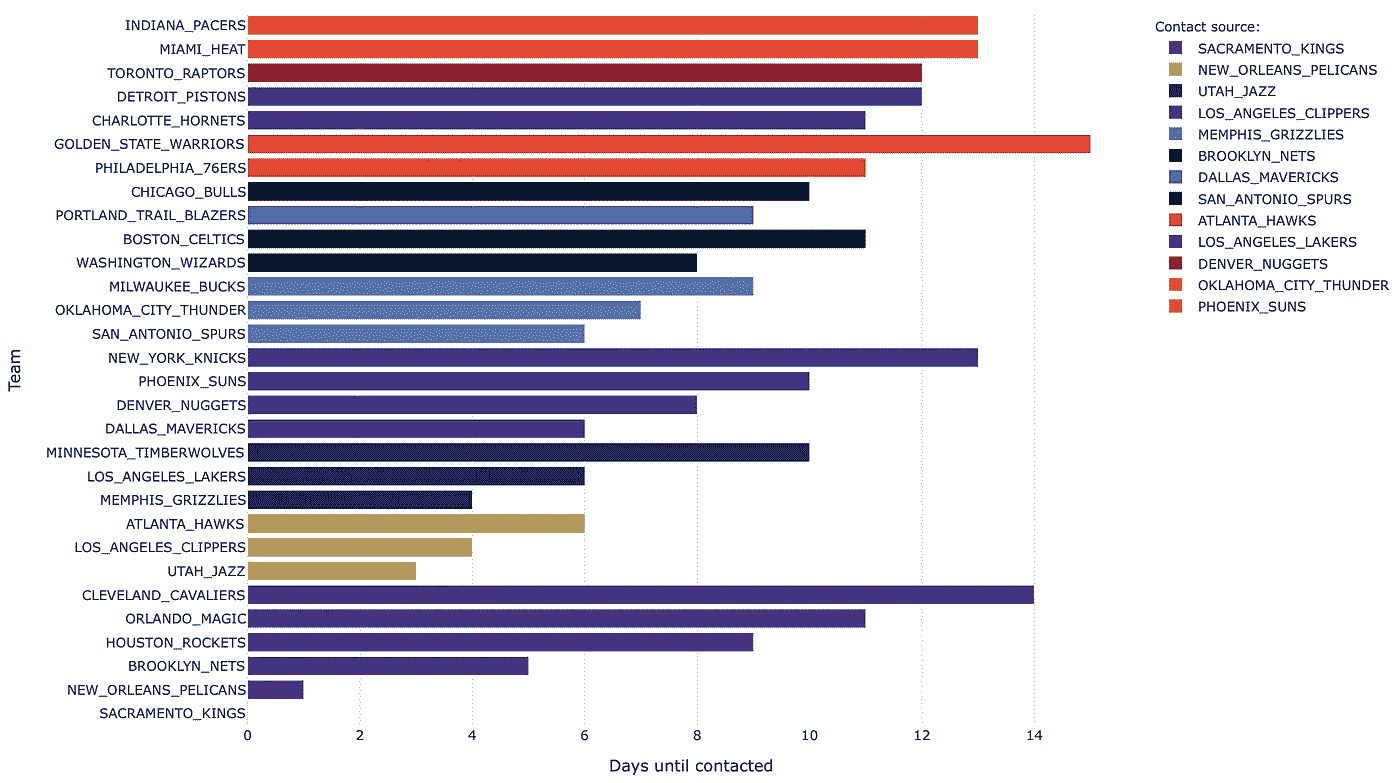 INDIANA_PACERS
MIAMI_HEAT
TORONTO_RAPTORS
DETROIT_PISTONS
CHARLOTTE_HORNETS
GOLDEN_STATE_WARRIORS
PHILADELPHIA_76ERS
CHICAGO_BULLS
PORTLAND_TRAIL_BLAZERS
BOSTON_CELTICS
WASHINGTON_WIZARDS
MILWAUKEE_BUCKS
OKLAHOMA_CITY_THUNDER
SAN_ANTONIO_SPURS
NEW_YORK_KNICKS
PHOENIX_SUNS
DENVER_NUGGETS
DALLAS_MAVERICKS
MINNESOTA_TIMBERWOLVES
LOS_ANGELES_LAKERS
MEMPHIS_GRIZZLIES
ATLANTA_HAWKS
LOS_ANGELES_CLIPPERS
UTAH_JAZZ
CLEVELAND_CAVALIERS
ORLANDO_MAGIC
HOUSTON_ROCKETS
BROOKLYN_NETS
NEW_ORLEANS_PELICANS
SACRAMENTO_KINGS
Team
0 2 4 6 8 10 12 14
Days until contacted
Contact source:
SACRAMENTO_KINGS
NEW_ORLEANS_PELICANS
UTAH_JAZZ
LOS_ANGELES_CLIPPERS
MEMPHIS_GRIZZLIES
BROOKLYN_NETS
DALLAS_MAVERICKS
SAN_ANTONIO_SPURS
ATLANTA_HAWKS
LOS_ANGELES_LAKERS
DENVER_NUGGETS
OKLAHOMA_CITY_THUNDER
PHOENIX_SUNS